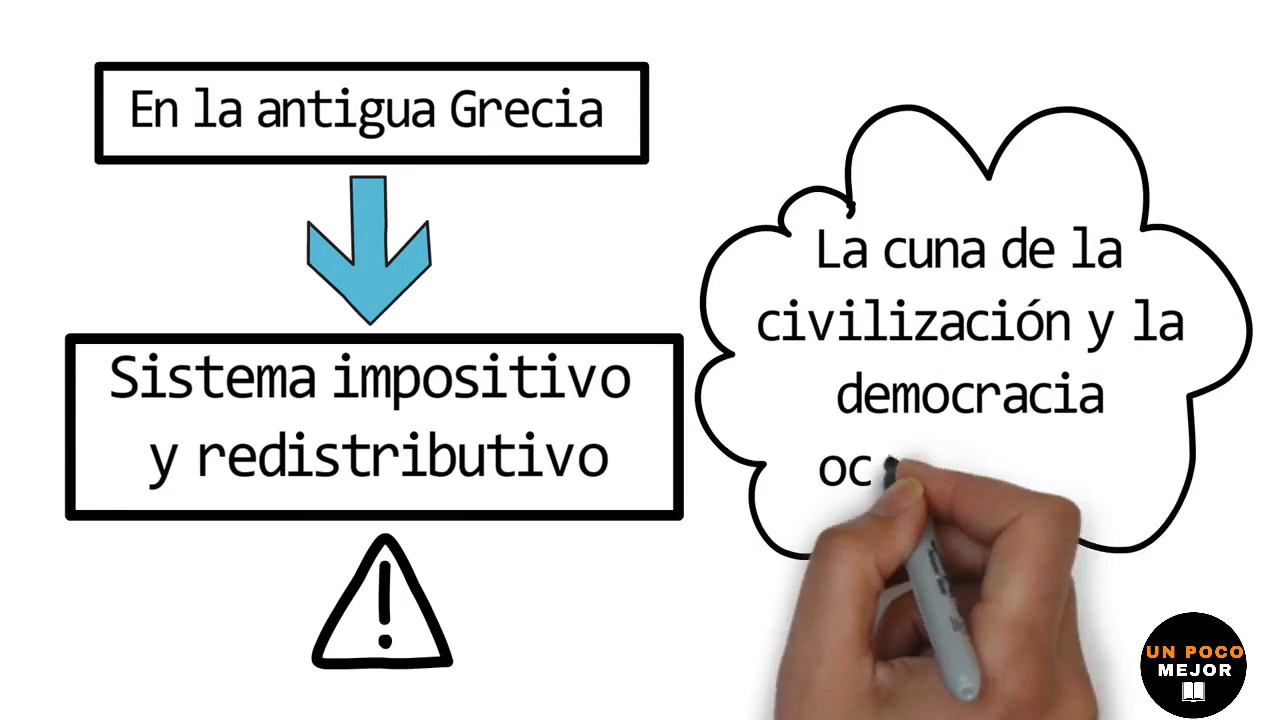 En la antigua Grecia
Sistema impositivo
y redistributivo
La cuna de la
civilización y la
democracia
oc
UN POCO
MEJOR